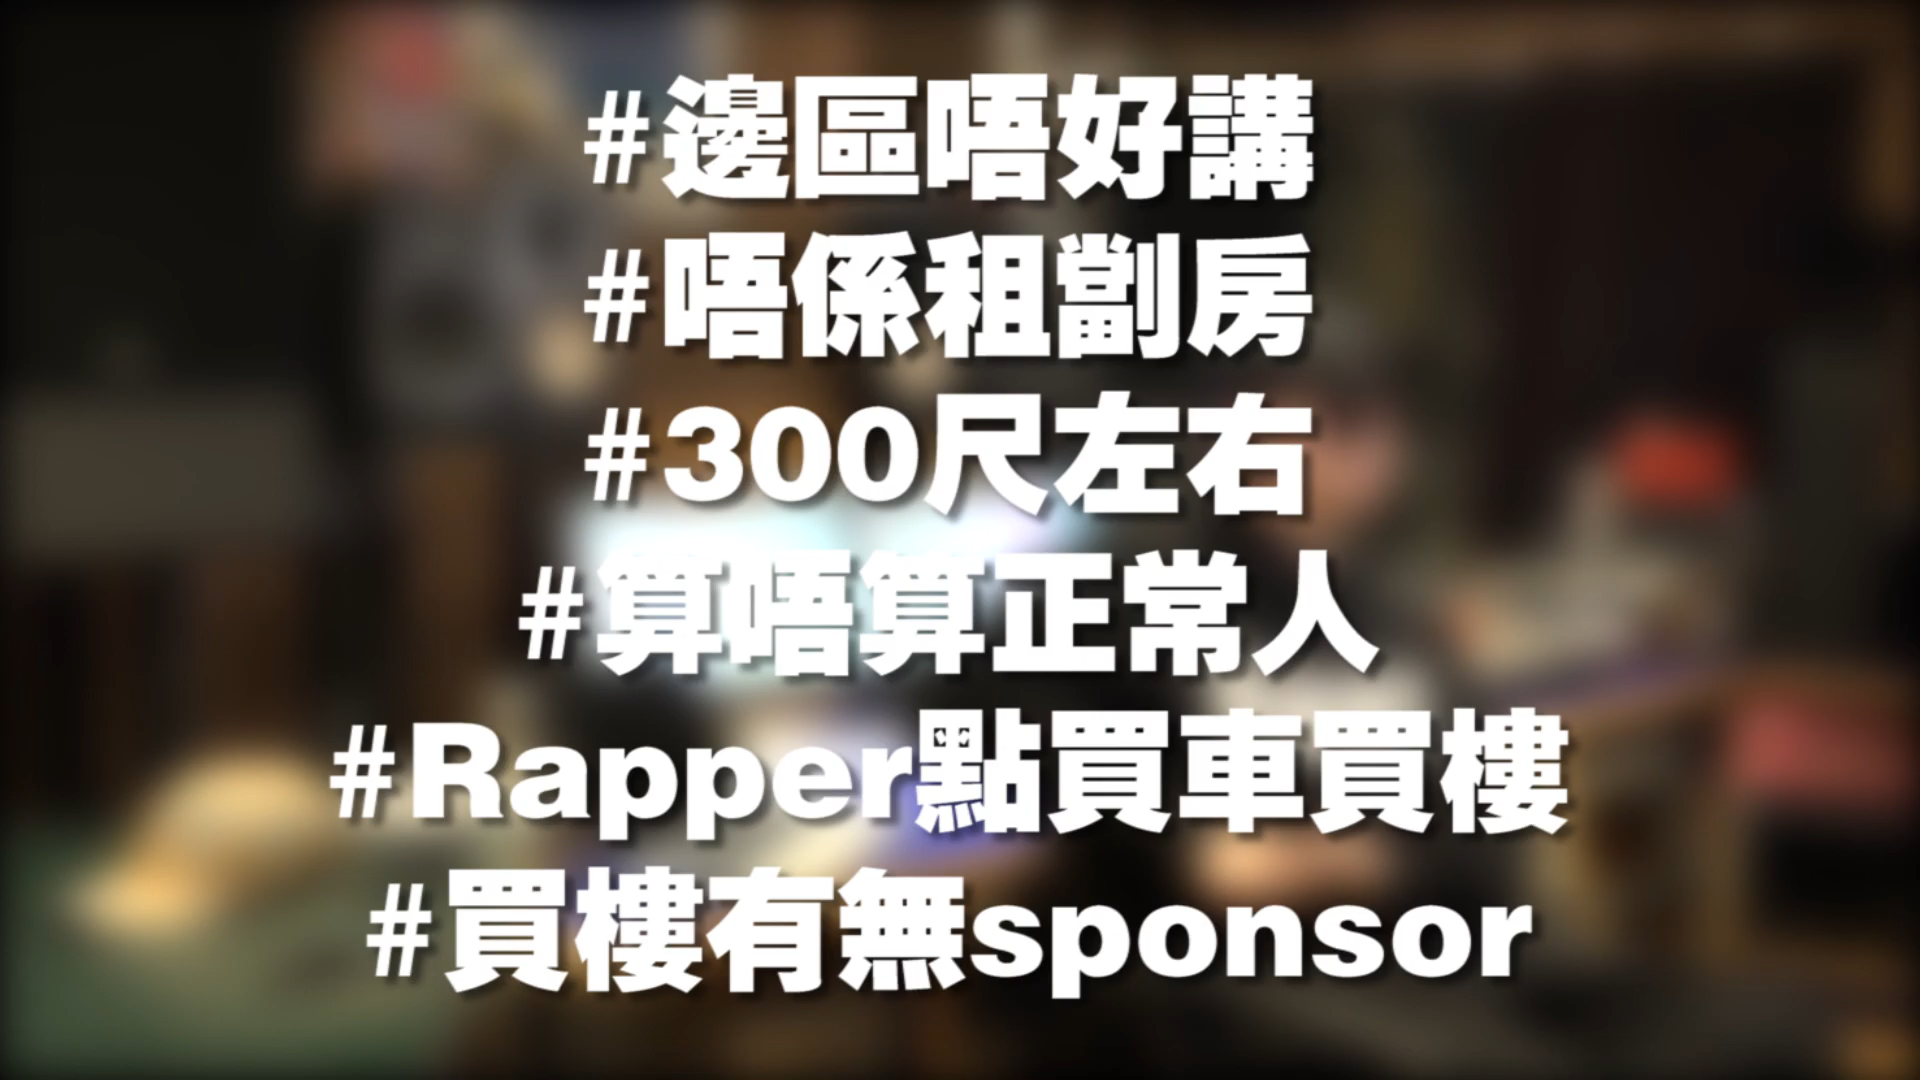 #邊區唔好講
#唔係租劏房
#300尺左右
#算唔算正常人
#Rapper點買車買樓
#買樓有無sponsor